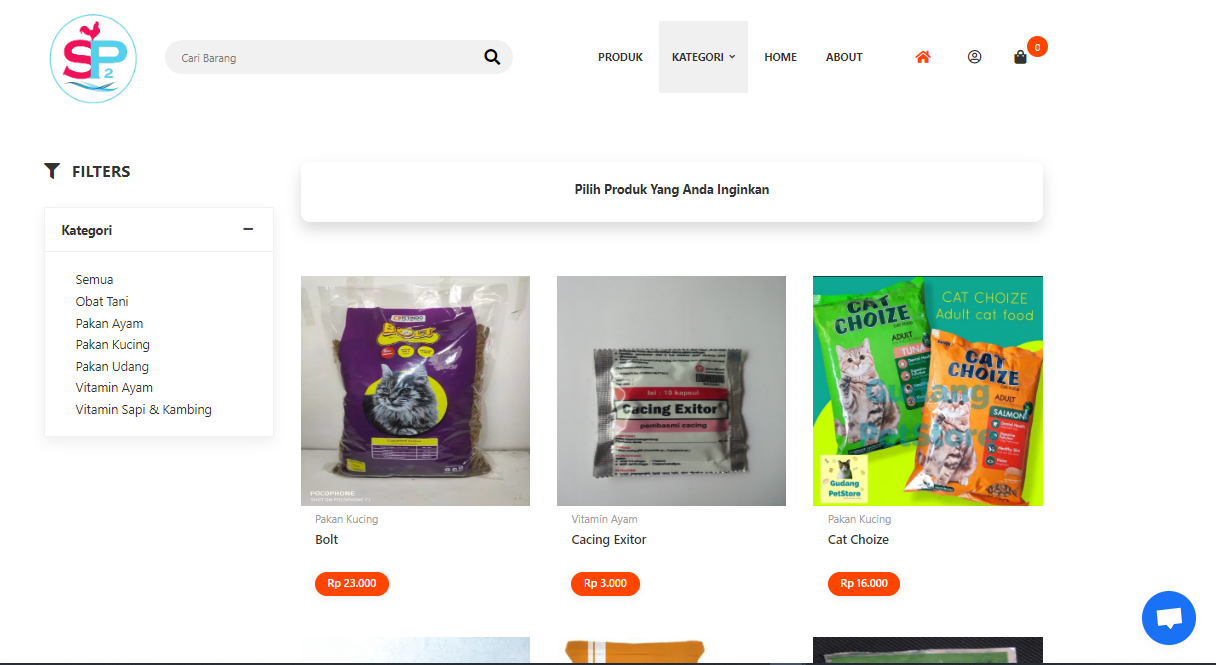 SP
2
Cari Barang
PRODUK
KATEGORI
HOME
ABOUT
0
FILTERS
Pilih Produk Yang Anda Inginkan
Kategori
Semua
Obat Tani
Pakan Ayam
Pakan Kucing
Pakan Udang
Vitamin Ayam
Vitamin Sapi & Kambing
BOLT
POCOPHONE
SHOT ON POCOPHONE F1
Isi : 10 kapsul
Cacing Exitor
pembasmi cacing
CAT CHOIZE
Adult cat food
CAT
CHOIZE
ADULT
TUNA
CAT
CHOIZE
ADULT
SALMON
Gudang
PetStore
Gudang
PetStore
Pakan Kucing
Bolt
Rp 23.000
Vitamin Ayam
Cacing Exitor
Rp 3.000
Pakan Kucing
Cat Choize
Rp 16.000